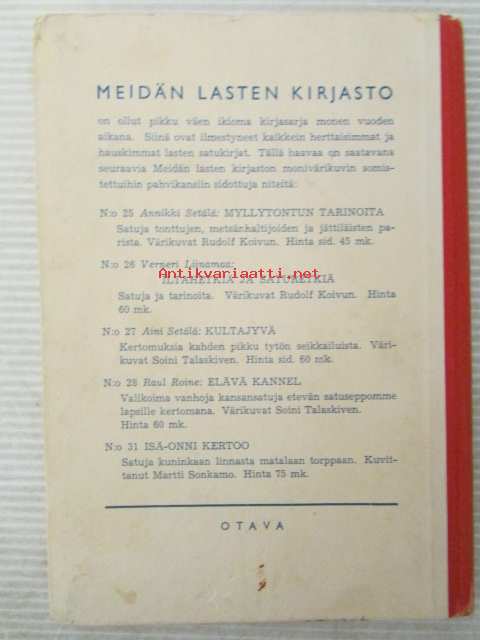 MEIDÄN LASTEN KIRJASTO
on ollut pikku väen ikioma kirjasarja monen vuoden
aikana. Siinä ovat ilmestyneet kaikkein herttaisimmat ja
hauskimmat lasten satukirjat. Tällä haavaa on saatavana
seuraavia Meidän lasten kirjaston monivärikuvin somis-
tettuihin pahvikansiin sidottuja niteitä:
N:o 25 Annikki Setälä: MYLLYTONTUN TARINOITA
Satuja tonttujen, metsänhaltijoiden ja jättiläisten pa-
rista. Värikuvat Rudolf Koivun. Hinta sid. 45 mk.
N:o 26 Verneri Liinamaa:
Antikvariaatti.net
ILTAHETKIÄ JA SATURETKIÄ
Satuja ja tarinoita. Värikuvat Rudolf Koivun. Hinta
60 mk.
N:o 27 Aini Setälä: KULTAJYVÄ
Kertomuksia kahden pikku tytön seikkailuista. Väri-
kuvat Soini Talaskiven. Hinta sid. 60 mk.
N:o 28 Raul Roine: ELÄVÄ KANNEL
Valikoima vanhoja kansansatuja etevän satuseppomme
lapsille kertomana. Värikuvat Soini Talaskiven.
Hinta 60 mk.
N:o 31 ISÄ-ONNI KERTOO
Satuja kuninkaan linnasta matalaan torppaan. Kuvit-
tanut Martti Sonkamo. Hinta 75 mk.
OTAVA